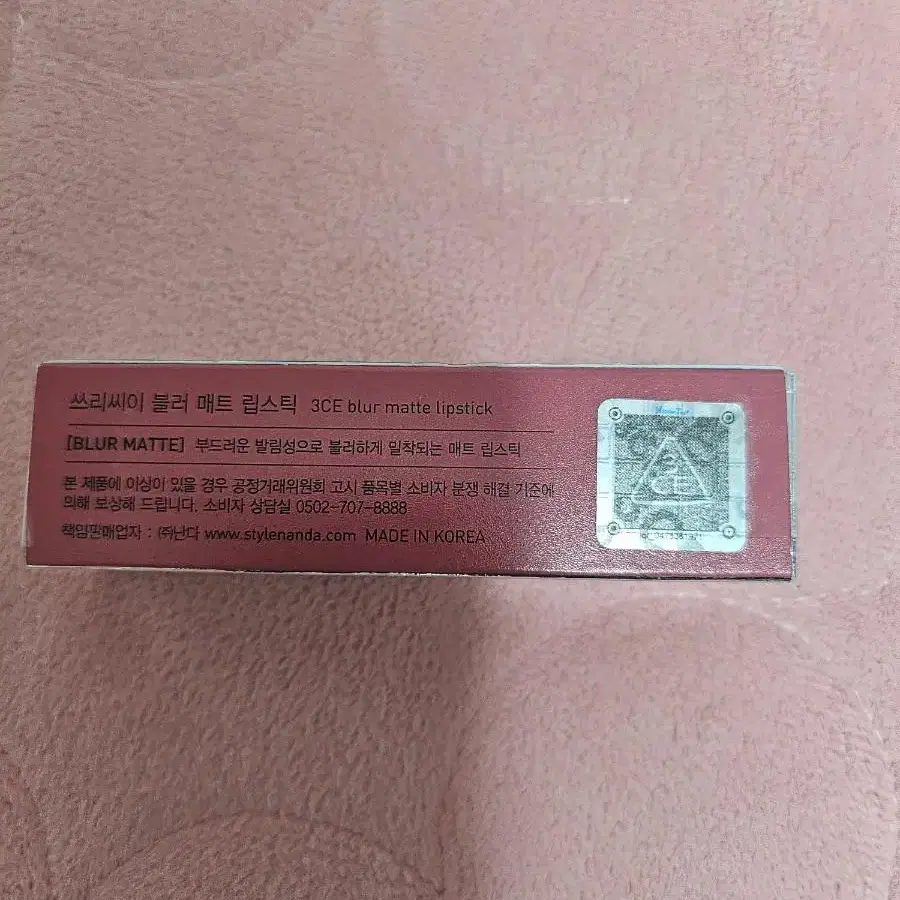 쓰리씨이 블러 매트 립스틱 3CE blur matte lipstick
[BLUR MATTE] 부드러운 발림성으로 블러하게 밀착되는 매트 립스틱
본 제품에 이상이 있을 경우 공정거래위원회 고시 품목별 소비자 분쟁 해결 기준에
의해 보상해 드립니다. 소비자 상담실 0502-707-8888
책임판매업자 : ㈜난다 www.stylenanda.com MADE IN KOREA
3CE